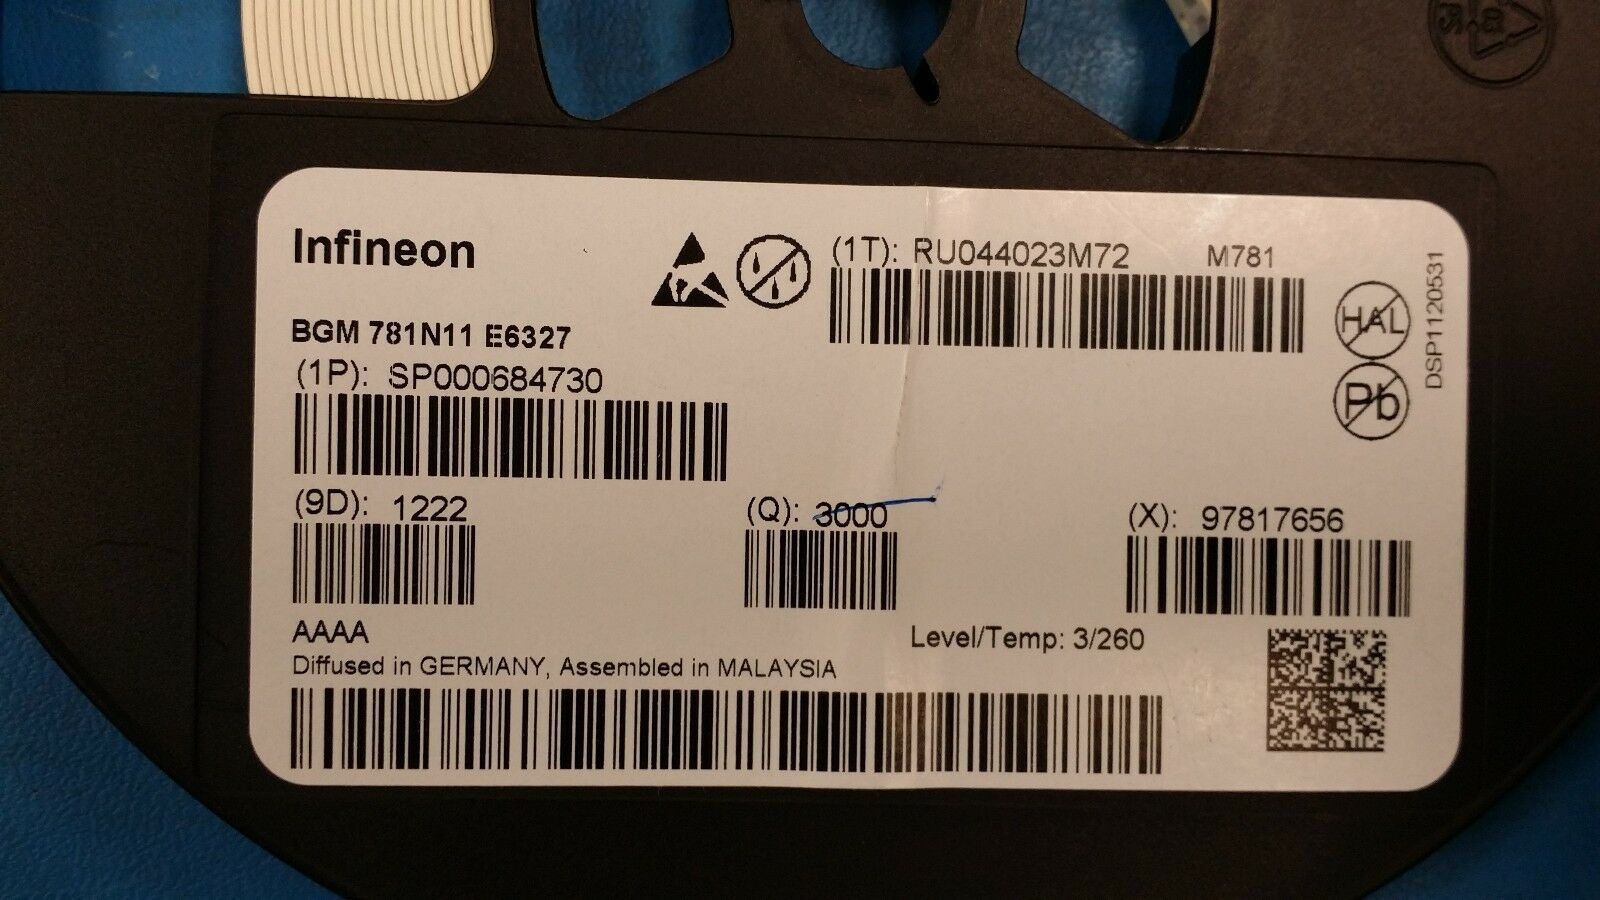 Infineon
(1T): RU044023M72 M781
BGM 781N11 E6327
(1P): SP000684730
HAL
Pb
DSP1120531
(9D): 1222
(Q): 3000
(X): 97817656
AAAA
Level/Temp: 3/260
Diffused in GERMANY, Assembled in MALAYSIA